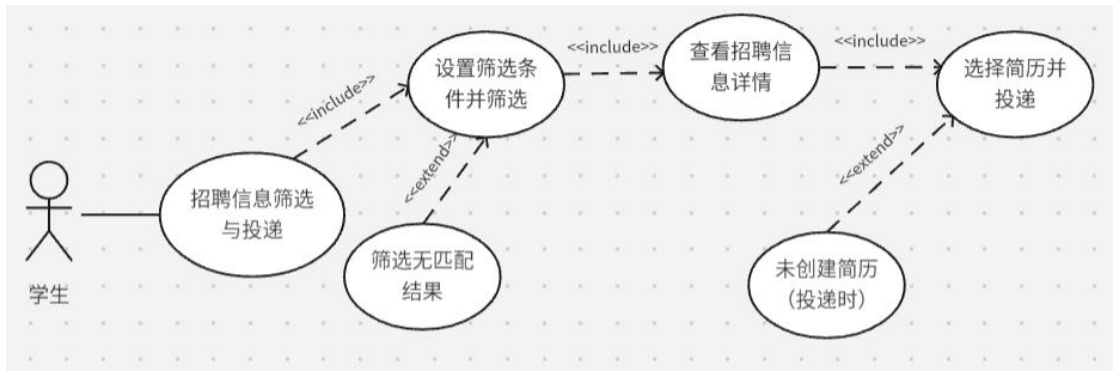 <<include>>
设置筛选条
件并筛选
<<include>>
查看招聘信
息详情
<<include>>
选择简历并
投递
招聘信息筛选
与投递
<<extend>>
筛选无匹配
结果
<<extend>>
未创建简历
（投递时）
学生